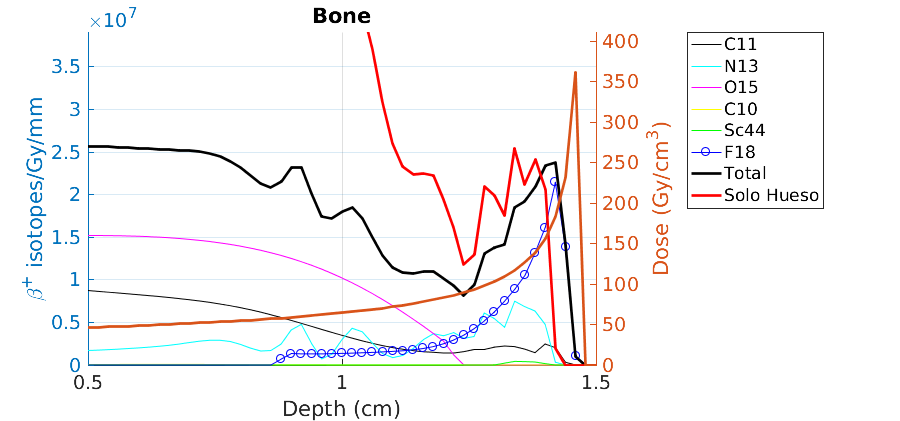 Bone
×10⁷
3.5
3
2.5
2
1.5
1
0.5
0
β⁺ isotopes/Gy/mm
0.5
1
1.5
Depth (cm)
400
350
300
250
200
150
100
50
0
Dose (Gy/cm³)
C11
N13
O15
C10
Sc44
F18
Total
Solo Hueso